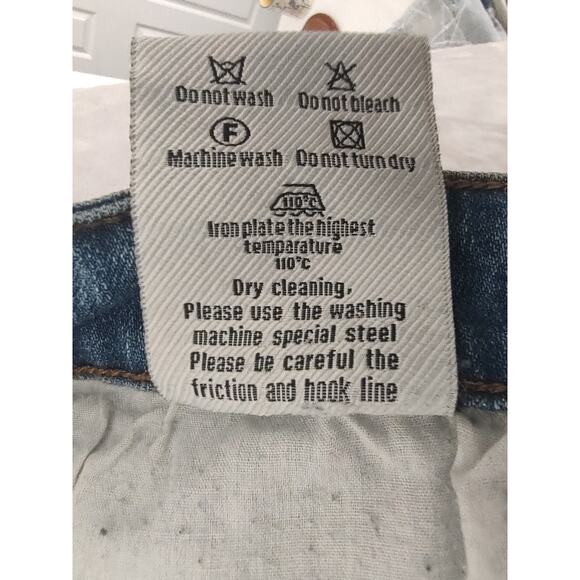 Do not wash Do not bleach
F
Machine wash Do not turn dry
110°C
Iron plate the highest
temparature
110°C
Dry cleaning,
Please use the washing
machine special steel
Please be careful the
friction and hook line